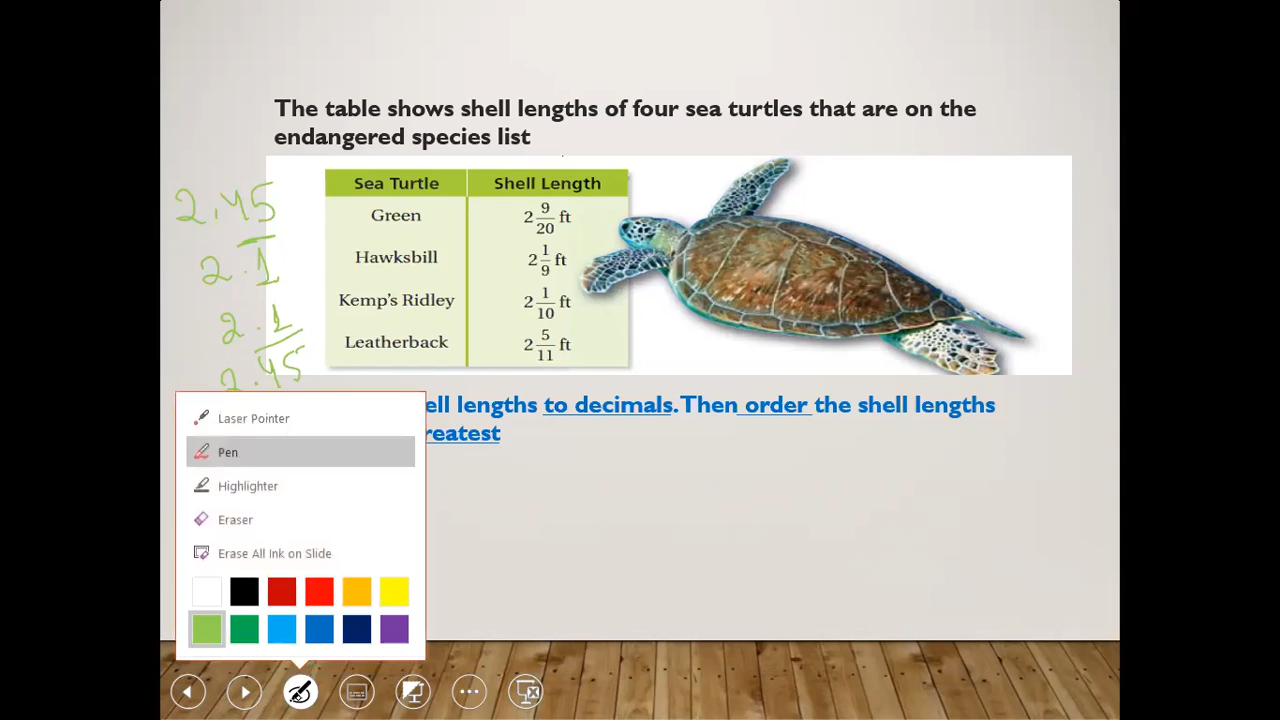 The table shows shell lengths of four sea turtles that are on the
endangered species list
Sea Turtle Shell Length
Green 2 9/20 ft
Hawksbill 2 1/9 ft
Kemp's Ridley 2 1/10 ft
Leatherback 2 5/11 ft
2.45
2.1̅
2.1
2.4̅5̅
ell lengths to decimals. Then order the shell lengths
reatest
Laser Pointer
Pen
Highlighter
Eraser
Erase All Ink on Slide